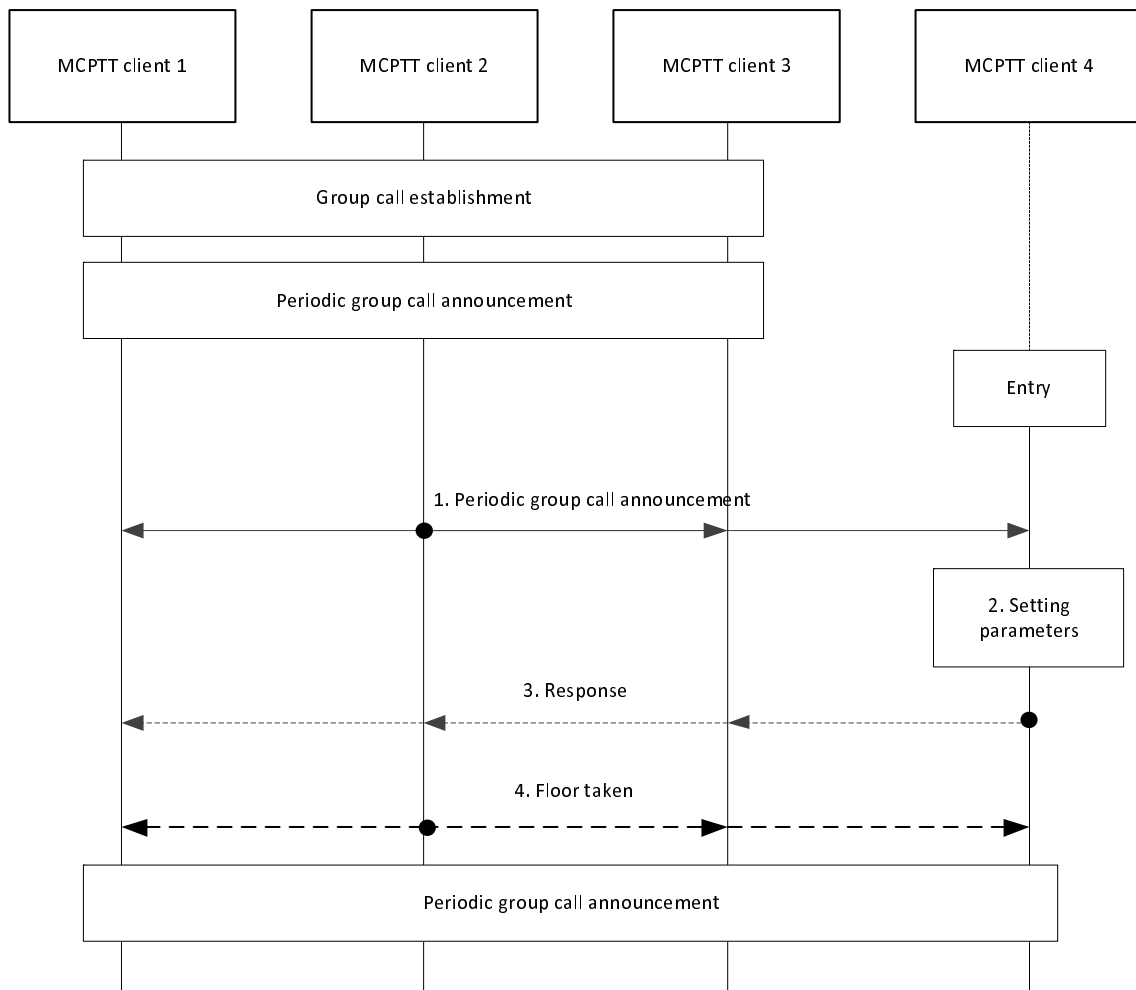 MCPTT client 1
MCPTT client 2
MCPTT client 3
MCPTT client 4
Group call establishment
Periodic group call announcement
Entry
1. Periodic group call announcement
2. Setting
parameters
3. Response
4. Floor taken
Periodic group call announcement